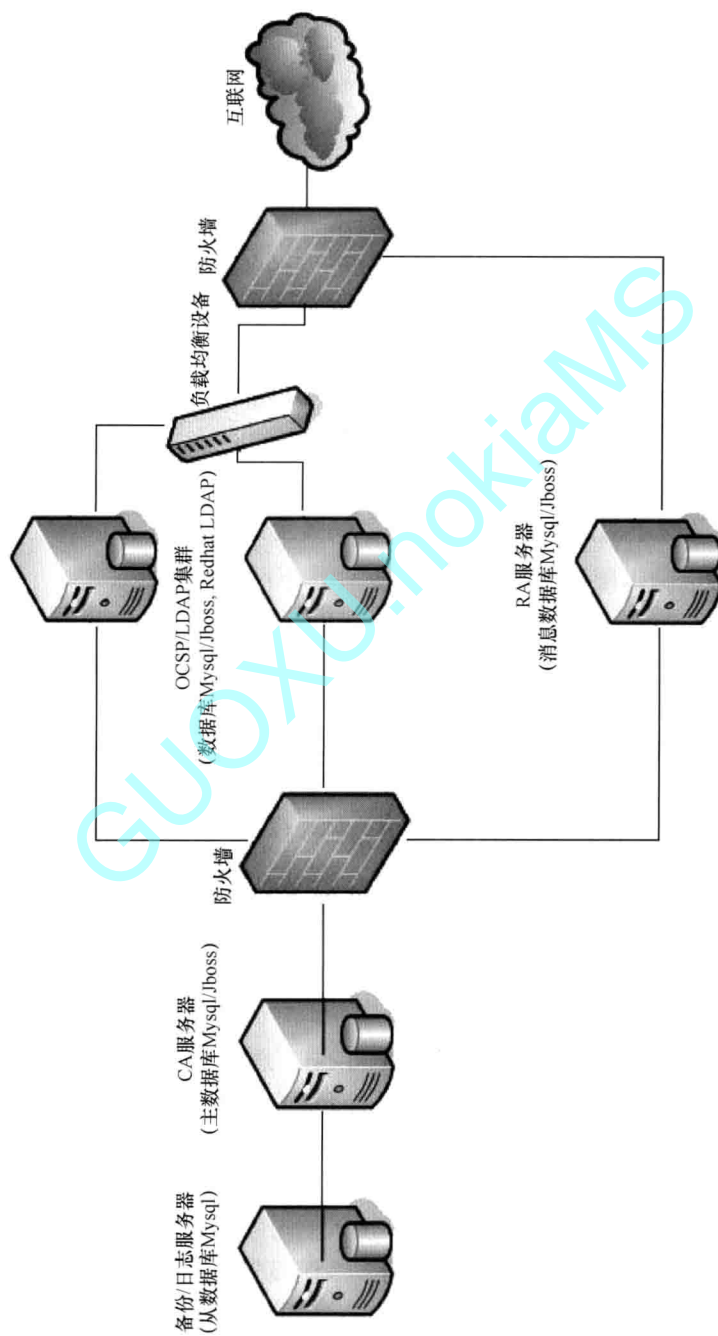 备份/日志服务器
(从数据库Mysql)
CA服务器
(主数据库Mysql/Jboss)
防火墙
OCSP/LDAP集群
(数据库Mysql/Jboss, Redhat LDAP)
RA服务器
(消息数据库Mysql/Jboss)
负载均衡设备
防火墙
互联网
GUOXU.nokiaMS